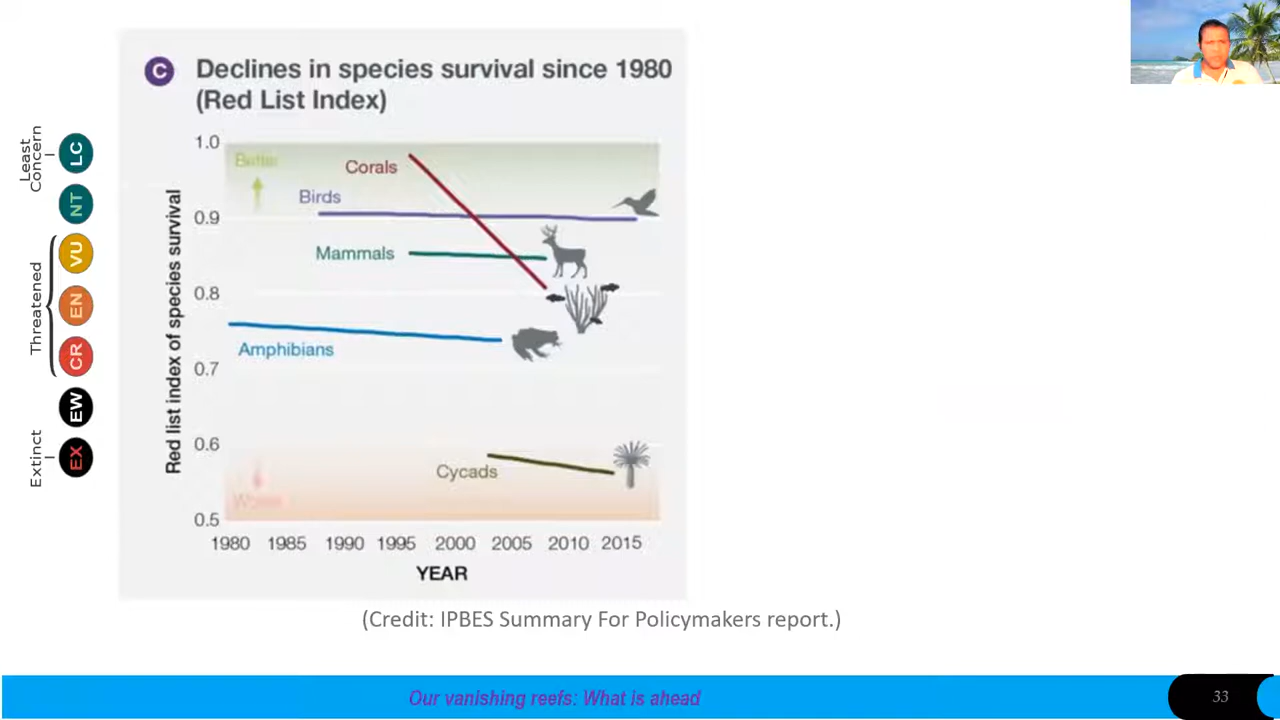 C Declines in species survival since 1980
(Red List Index)
Least
Concern
LC
NT
Threatened
VU
EN
CR
EW
Extinct
EX
Red list index of species survival
1.0
0.9
0.8
0.7
0.6
0.5
Better
Corals
Birds
Mammals
Amphibians
Cycads
Worse
1980 1985 1990 1995 2000 2005 2010 2015
YEAR
(Credit: IPBES Summary For Policymakers report.)
Our vanishing reefs: What is ahead
33